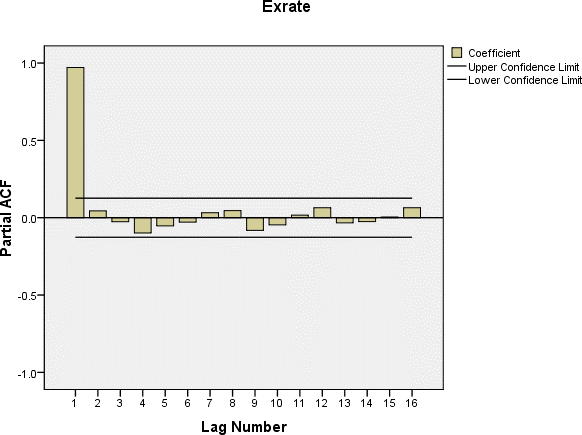 Exrate
Coefficient
Upper Confidence Limit
Lower Confidence Limit
Partial ACF
1.0
0.5
0.0
-0.5
-1.0
1 2 3 4 5 6 7 8 9 10 11 12 13 14 15 16
Lag Number